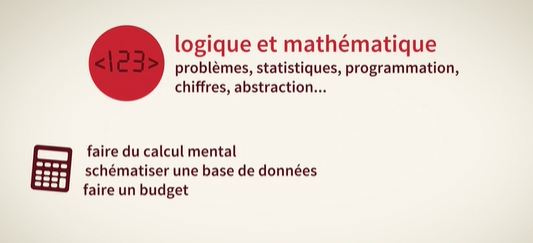 <123>
logique et mathématique
problèmes, statistiques, programmation,
chiffres, abstraction...
faire du calcul mental
schématiser une base de données
faire un budget